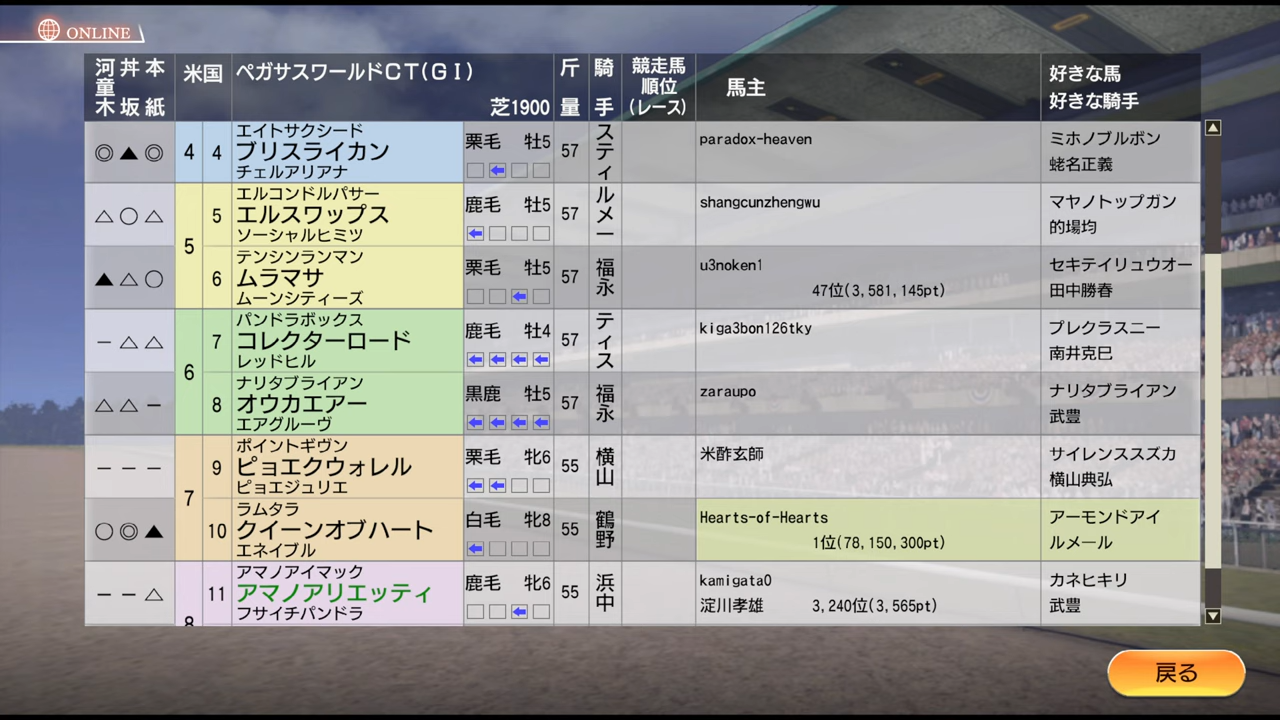 ONLINE
河童木 井坂 本紙 米国 ペガサスワールドCT(GⅠ) 芝1900 斤量 騎手 競走馬順位(レース) 馬主 好きな馬 好きな騎手
◎ ▲ ◎ 4 4 エイトサクシード
ブリスライカン
チェルアリアナ
栗毛 牡5 57 スティ paradox-heaven
ミホノブルボン
蛯名正義
△ ○ △ 5 5 エルコンドルパサー
エルスワップス
ソーシャルヒミツ
鹿毛 牡5 57 ルメー shangcunzhengwu
マヤノトップガン
的場均
▲ △ ○ 6 テンシンランマン
ムラマサ
ムーンシティーズ
栗毛 牡5 57 福永 u3noken1
47位(3,581,145pt)
セキテイリュウオー
田中勝春
－ △ △ 6 7 パンドラボックス
コレクターロード
レッドヒル
鹿毛 牡4 57 ティス kiga3bon126tky
プレクラスニー
南井克巳
△ △ － 8 ナリタブライアン
オウカエアー
エアグルーヴ
黒鹿 牡5 57 福永 zaraupo
ナリタブライアン
武豊
－ － － 7 9 ポイントギヴン
ピョエクウォレル
ピョエジュリエ
栗毛 牝6 55 横山 米酢玄師
サイレンススズカ
横山典弘
○ ◎ ▲ 10 ラムタラ
クイーンオブハート
エネイブル
白毛 牝8 55 鶴野 Hearts-of-Hearts
1位(78,150,300pt)
アーモンドアイ
ルメール
－ － △ 8 11 アマノアイマック
アマノアリエッティ
フサイチパンドラ
鹿毛 牝6 55 浜中 kamigata0
淀川孝雄 3,240位(3,565pt)
カネヒキリ
武豊
戻る